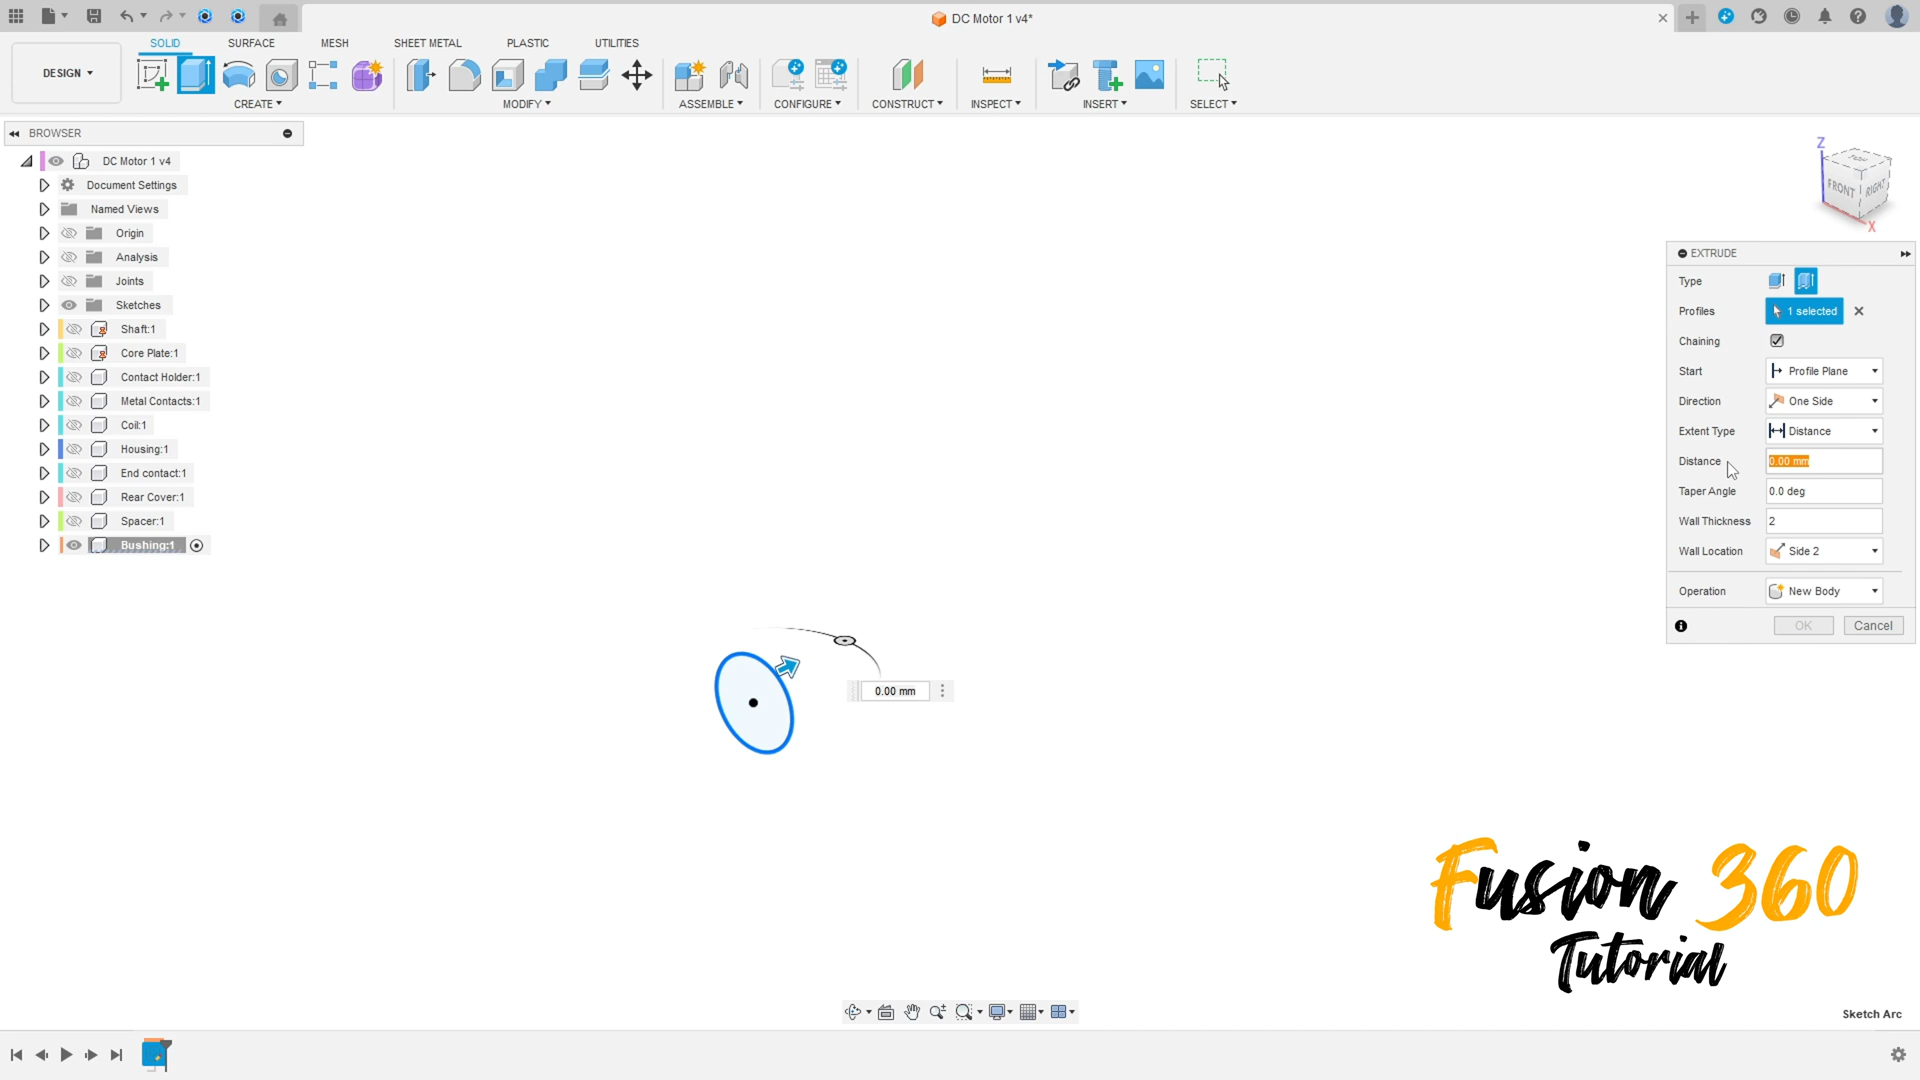 DC Motor 1 v4*
DESIGN
SOLID
SURFACE
MESH
SHEET METAL
PLASTIC
UTILITIES
CREATE
MODIFY
ASSEMBLE
CONFIGURE
CONSTRUCT
INSPECT
INSERT
SELECT
BROWSER
DC Motor 1 v4
Document Settings
Named Views
Origin
Analysis
Joints
Sketches
Shaft:1
Core Plate:1
Contact Holder:1
Metal Contacts:1
Coil:1
Housing:1
End contact:1
Rear Cover:1
Spacer:1
Bushing:1
Z
TOP
FRONT
RIGHT
X
EXTRUDE
Type
Profiles 1 selected
Chaining
Start Profile Plane
Direction One Side
Extent Type Distance
Distance 0.00 mm
Taper Angle 0.0 deg
Wall Thickness 2
Wall Location Side 2
Operation New Body
OK Cancel
0.00 mm
Fusion 360
Tutorial
Sketch Arc